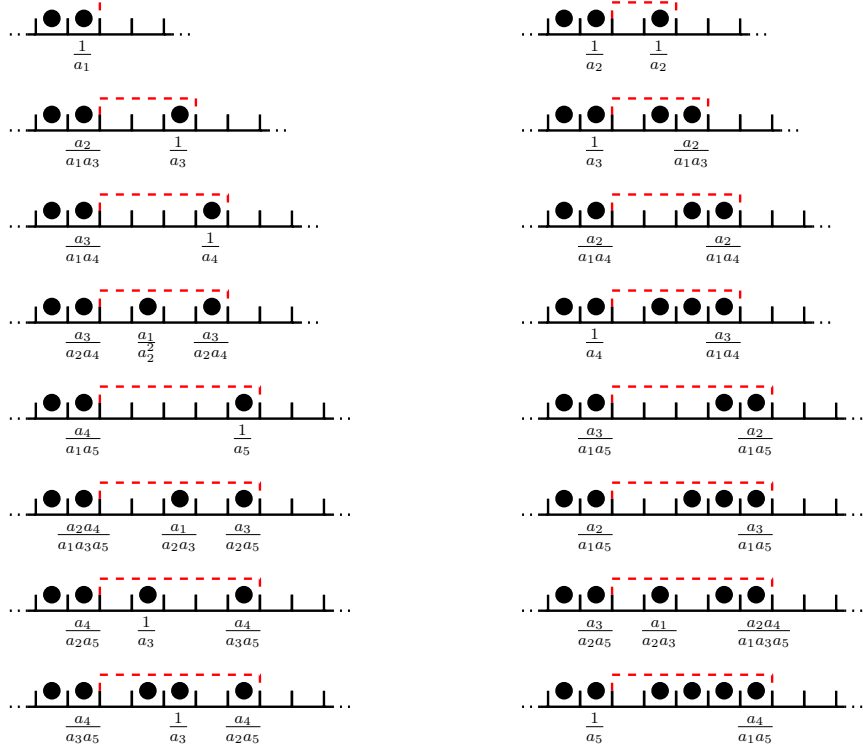 1/a₁ 1/a₂ 1/a₂
a₂/a₁a₃ 1/a₃ 1/a₃ a₂/a₁a₃
a₃/a₁a₄ 1/a₄ a₂/a₁a₄ a₂/a₁a₄
a₃/a₂a₄ a₁/a₂² a₃/a₂a₄ 1/a₄ a₃/a₁a₄
a₄/a₁a₅ 1/a₅ a₃/a₁a₅ a₂/a₁a₅
a₂a₄/a₁a₃a₅ a₁/a₂a₃ a₃/a₂a₅ a₂/a₁a₅ a₃/a₁a₅
a₄/a₂a₅ 1/a₃ a₄/a₃a₅ a₃/a₂a₅ a₁/a₂a₃ a₂a₄/a₁a₃a₅
a₄/a₃a₅ 1/a₃ a₄/a₂a₅ 1/a₅ a₄/a₁a₅